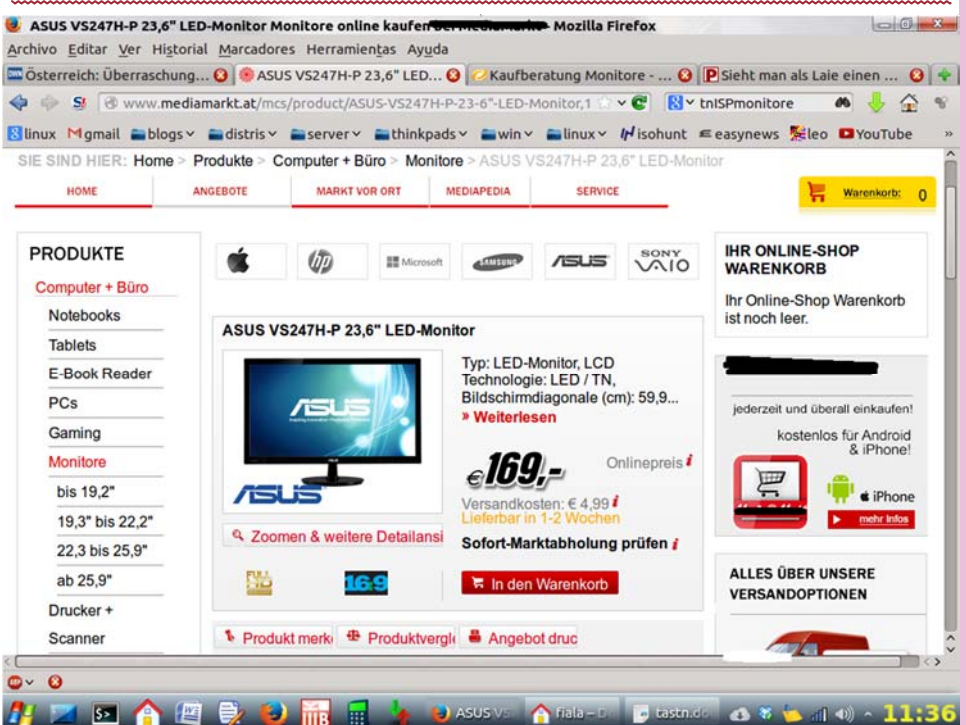 ASUS VS247H-P 23,6" LED-Monitor Monitore online kaufen - Mozilla Firefox
Archivo Editar Ver Historial Marcadores Herramientas Ayuda
Österreich: Überraschung... ASUS VS247H-P 23,6" LED... Kaufberatung Monitore - ... Sieht man als Laie einen ...
www.mediamarkt.at/mcs/product/ASUS-VS247H-P-23-6"-LED-Monitor,1 tnISPmonitore
linux gmail blogs distris server thinkpads win linux isohunt easynews leo YouTube »
SIE SIND HIER: Home > Produkte > Computer + Büro > Monitore > ASUS VS247H-P 23,6" LED-Monitor
HOME ANGEBOTE MARKT VOR ORT MEDIAPEDIA SERVICE
Warenkorb: 0
PRODUKTE
Computer + Büro
Notebooks
Tablets
E-Book Reader
PCs
Gaming
Monitore
bis 19,2"
19,3" bis 22,2"
22,3 bis 25,9"
ab 25,9"
Drucker +
Scanner
hp Microsoft SAMSUNG ASUS SONY VAIO
ASUS VS247H-P 23,6" LED-Monitor
ASUS
ASUS
Zoomen & weitere Detailansi
FULL HD 16:9
Typ: LED-Monitor, LCD
Technologie: LED / TN,
Bildschirmdiagonale (cm): 59,9...
» Weiterlesen
€169,- Onlinepreis i
Versandkosten: € 4,99 i
Lieferbar in 1-2 Wochen
Sofort-Marktabholung prüfen i
In den Warenkorb
Produkt merk Produktvergle Angebot druc
IHR ONLINE-SHOP
WARENKORB
Ihr Online-Shop Warenkorb
ist noch leer.
jederzeit und überall einkaufen!
kostenlos für Android
& iPhone!
iPhone
mehr Infos
ALLES ÜBER UNSERE
VERSANDOPTIONEN
ABP
ASUS VS fiala – D tastn.do 11:36